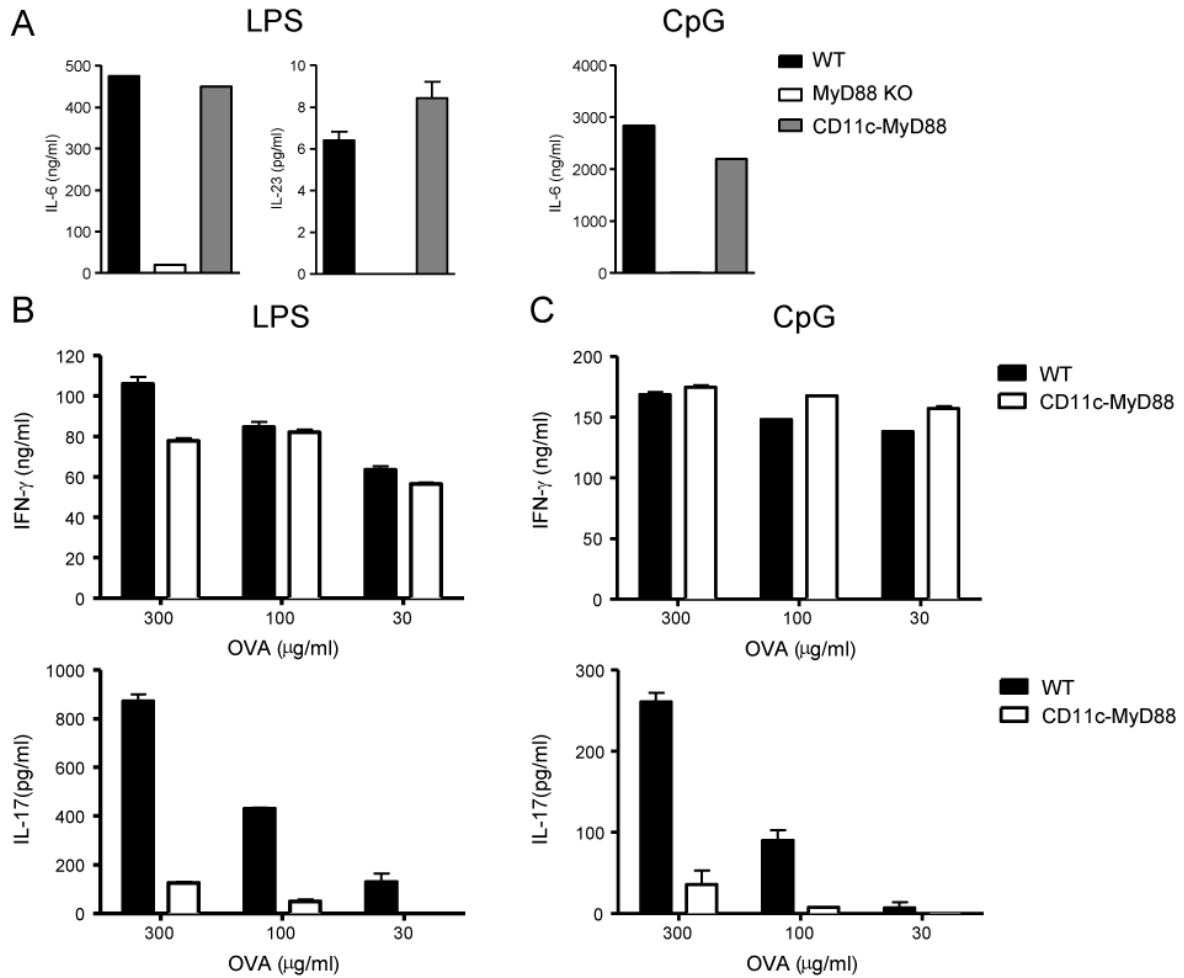 A
LPS
CpG
500
400
300
200
100
0
IL-6 (ng/ml)
10
8
6
4
2
0
IL-23 (pg/ml)
4000
3000
2000
1000
0
IL-6 (ng/ml)
WT
MyD88 KO
CD11c-MyD88
B
LPS
120
100
80
60
40
20
0
IFN-γ (ng/ml)
300 100 30
OVA (μg/ml)
1000
800
600
400
200
0
IL-17(pg/ml)
300 100 30
OVA (μg/ml)
C
CpG
200
150
100
50
0
IFN-γ (ng/ml)
300 100 30
OVA (μg/ml)
WT
CD11c-MyD88
300
200
100
0
IL-17(pg/ml)
300 100 30
OVA (μg/ml)
WT
CD11c-MyD88